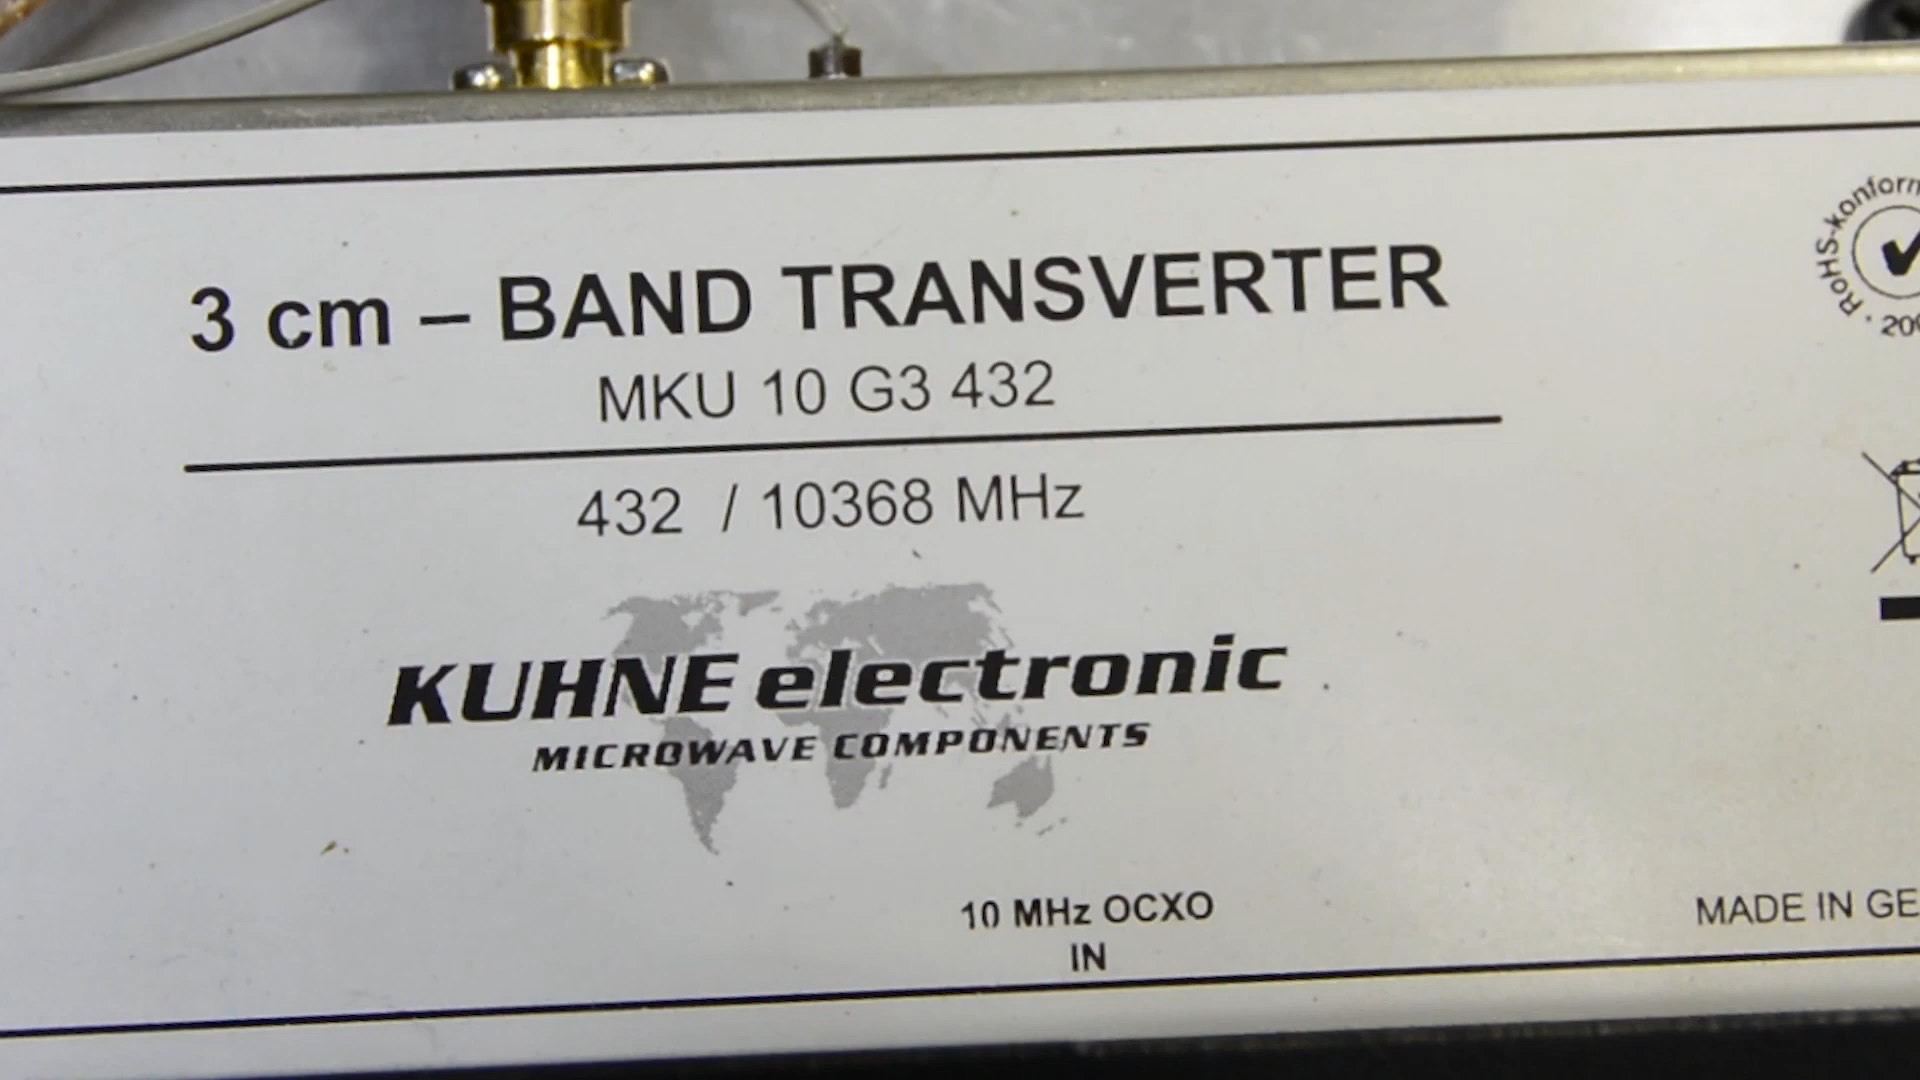 3 cm – BAND TRANSVERTER
MKU 10 G3 432
432 / 10368 MHz
KUHNE electronic
MICROWAVE COMPONENTS
10 MHz OCXO
IN
RoHS-konform
MADE IN